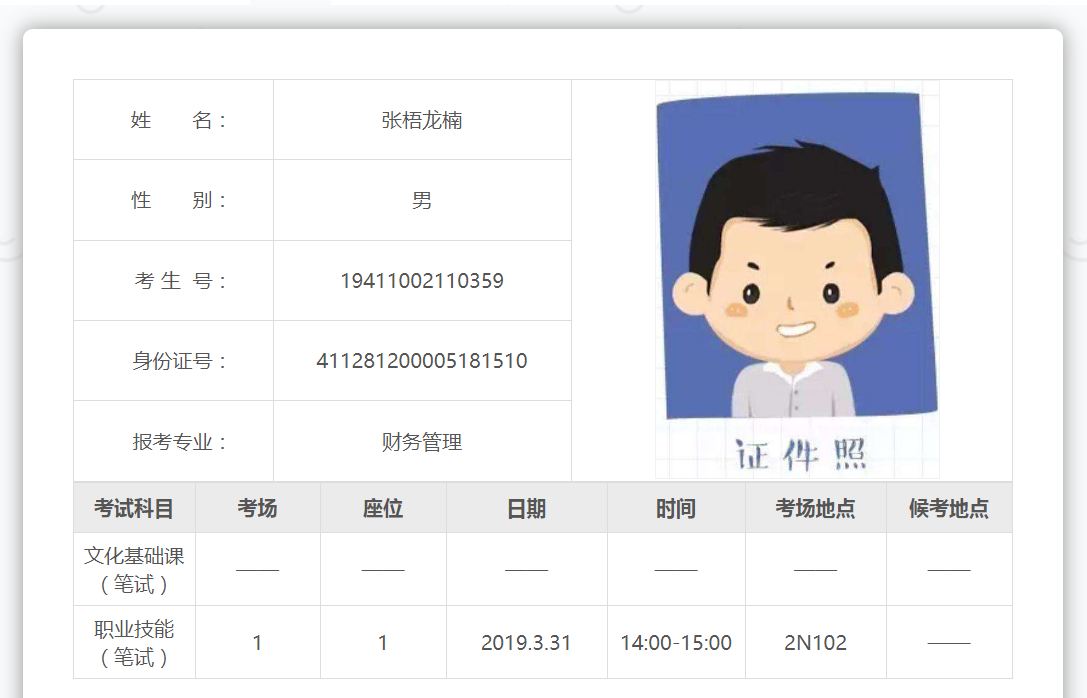 姓 名： 张梧龙楠
性 别： 男
考 生 号： 19411002110359
身份证号： 411281200005181510
报考专业： 财务管理
证件照
考试科目 考场 座位 日期 时间 考场地点 候考地点
文化基础课
（笔试） —— —— —— —— —— ——
职业技能
（笔试） 1 1 2019.3.31 14:00-15:00 2N102 ——